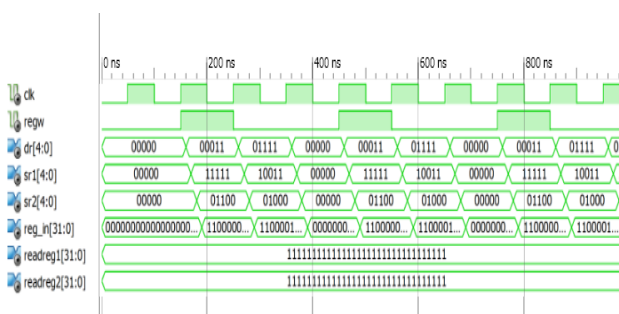 0 ns 200 ns 400 ns 600 ns 800 ns
clk
regw
dr[4:0] 00000 00011 01111 00000 00011 01111 00000 00011 01111 0
sr1[4:0] 00000 11111 10011 00000 11111 10011 00000 11111 10011
sr2[4:0] 00000 01100 01000 00000 01100 01000 00000 01100 01000
reg_in[31:0] 0000000000000000... 1100000... 1100001... 0000000... 1100000... 1100001... 0000000... 1100000... 1100001...
readreg1[31:0] 11111111111111111111111111111111
readreg2[31:0] 11111111111111111111111111111111